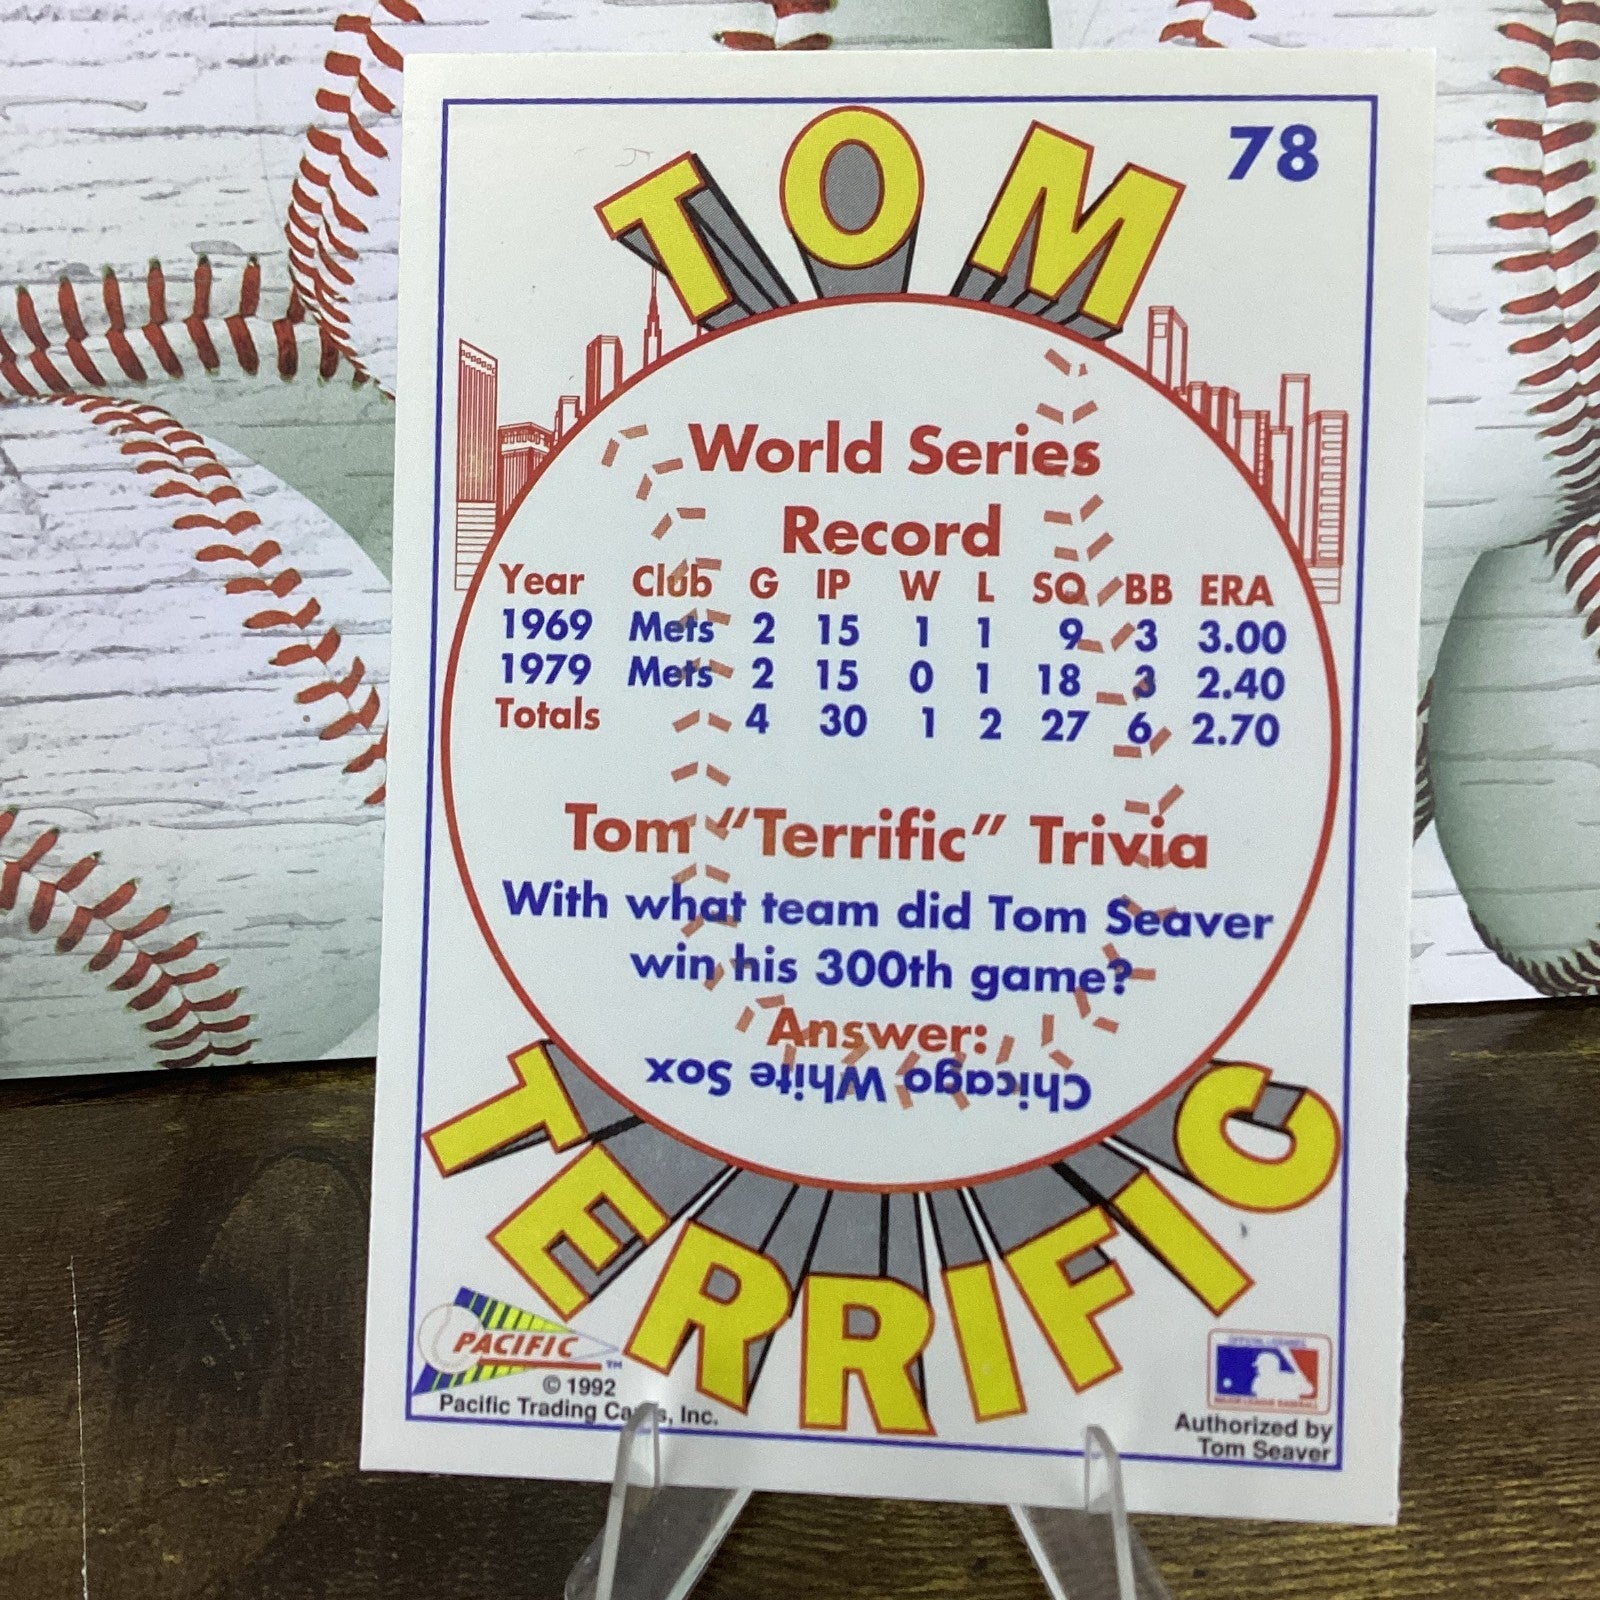 78
TOM
World Series
Record
Year Club G IP W L SO BB ERA
1969 Mets 2 15 1 1 9 3 3.00
1979 Mets 2 15 0 1 18 3 2.40
Totals 4 30 1 2 27 6 2.70
Tom “Terrific” Trivia
With what team did Tom Seaver
win his 300th game?
Answer:
Chicago White Sox
TERRIFIC
PACIFIC TM
© 1992
Pacific Trading Cards, Inc.
Authorized by
Tom Seaver